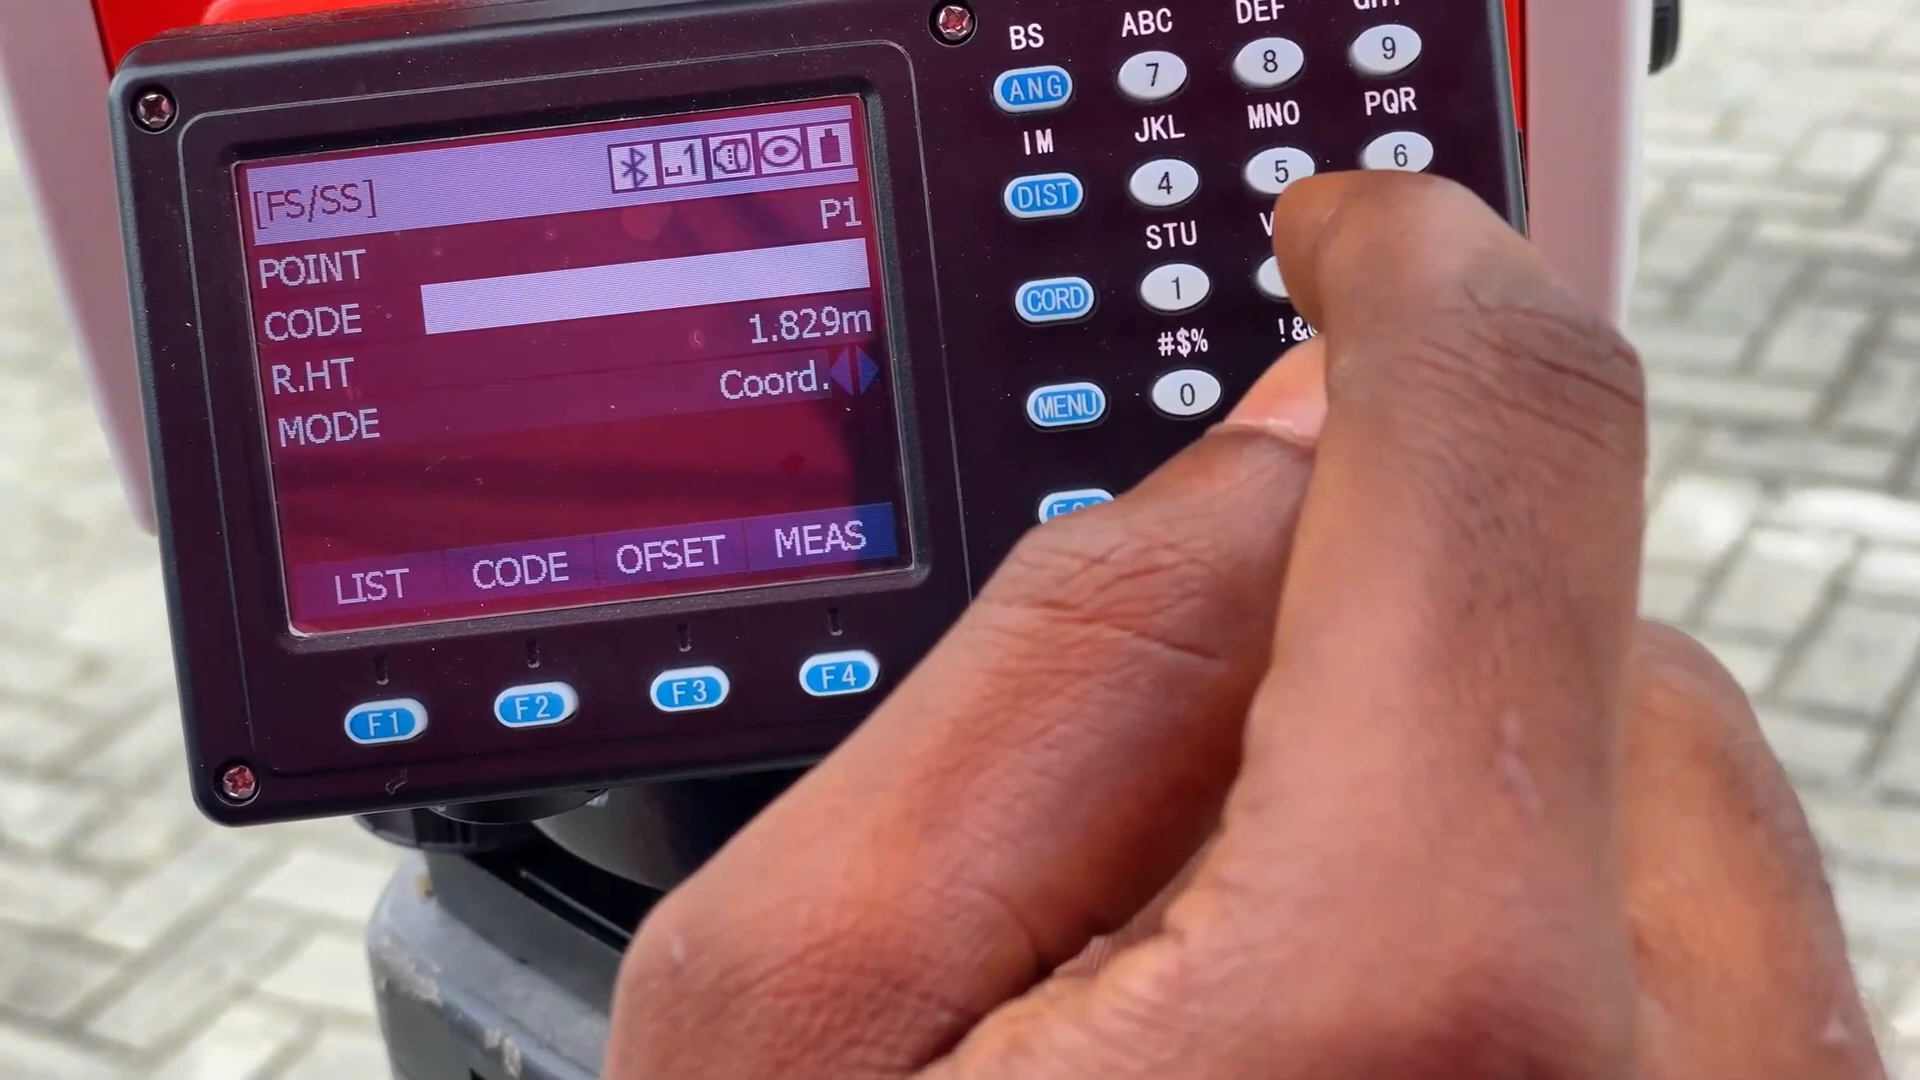 [FS/SS]
POINT P1
CODE
R.HT 1.829m
MODE Coord.
LIST CODE OFSET MEAS
F1 F2 F3 F4
BS ABC DEF
ANG 7 8 9
IM JKL MNO PQR
DIST 4 5 6
STU
CORD 1
#$%
MENU 0